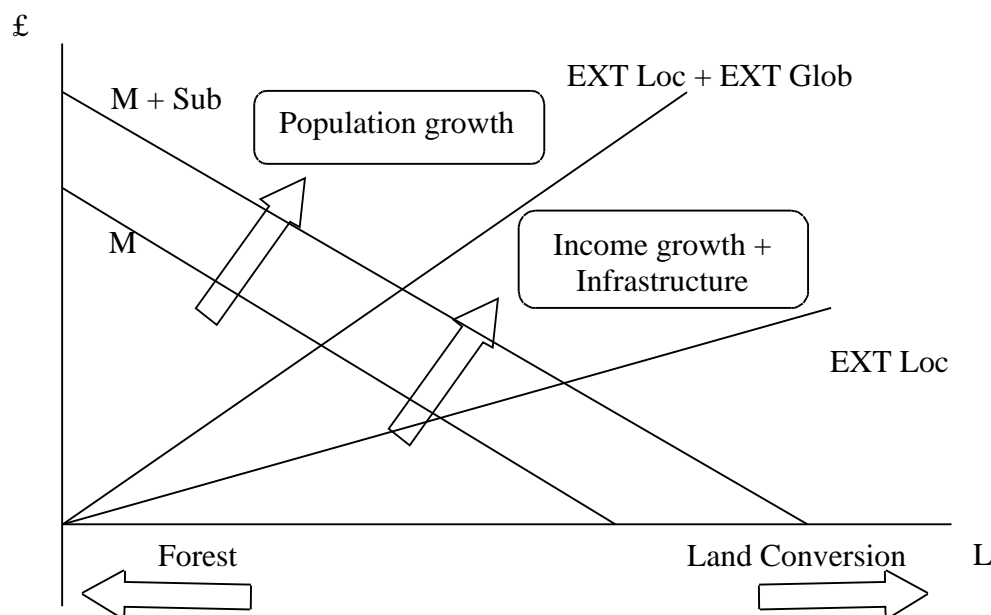 £
EXT Loc + EXT Glob
M + Sub
Population growth
M
Income growth +
Infrastructure
EXT Loc
Forest
Land Conversion
L